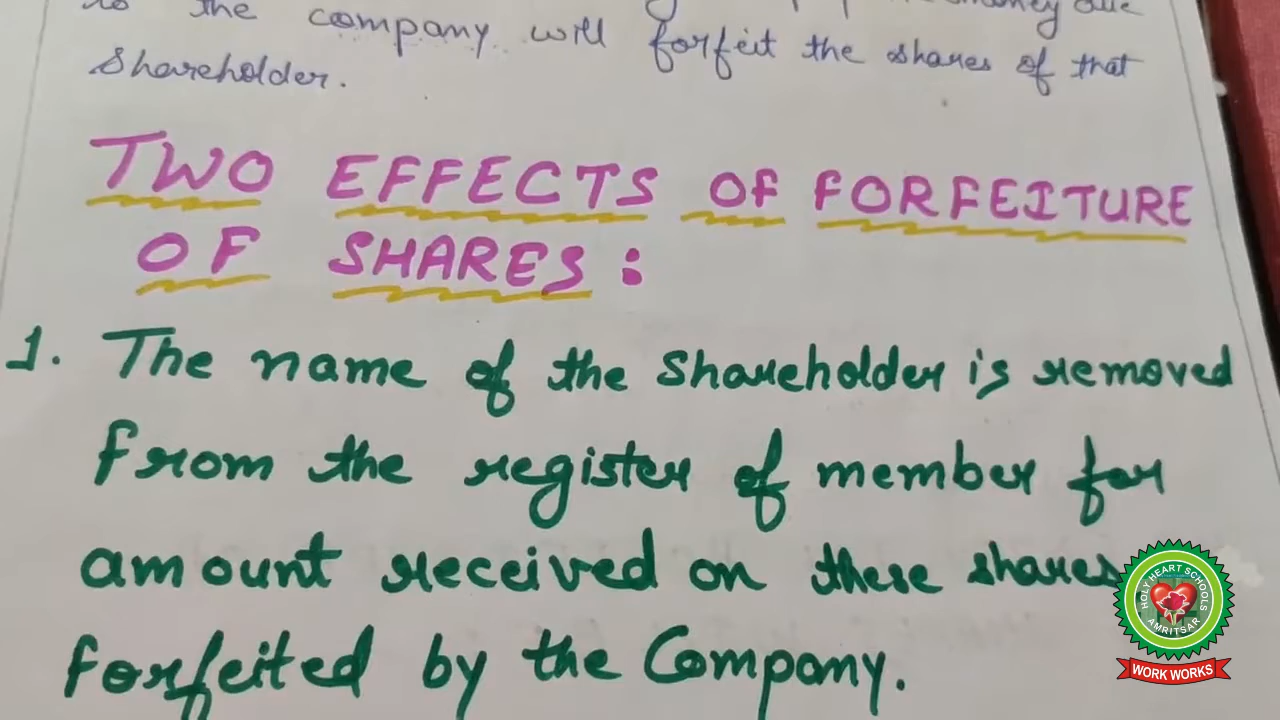 to the company will forfeit the shares of that
Shareholder.
TWO EFFECTS OF FORFEITURE
OF SHARES:
1. The name of the Shareholder is removed
from the register of member for
amount received on these shares
forfeited by the Company.
HOLY HEART SCHOOLS
AMRITSAR
WORK WORKS